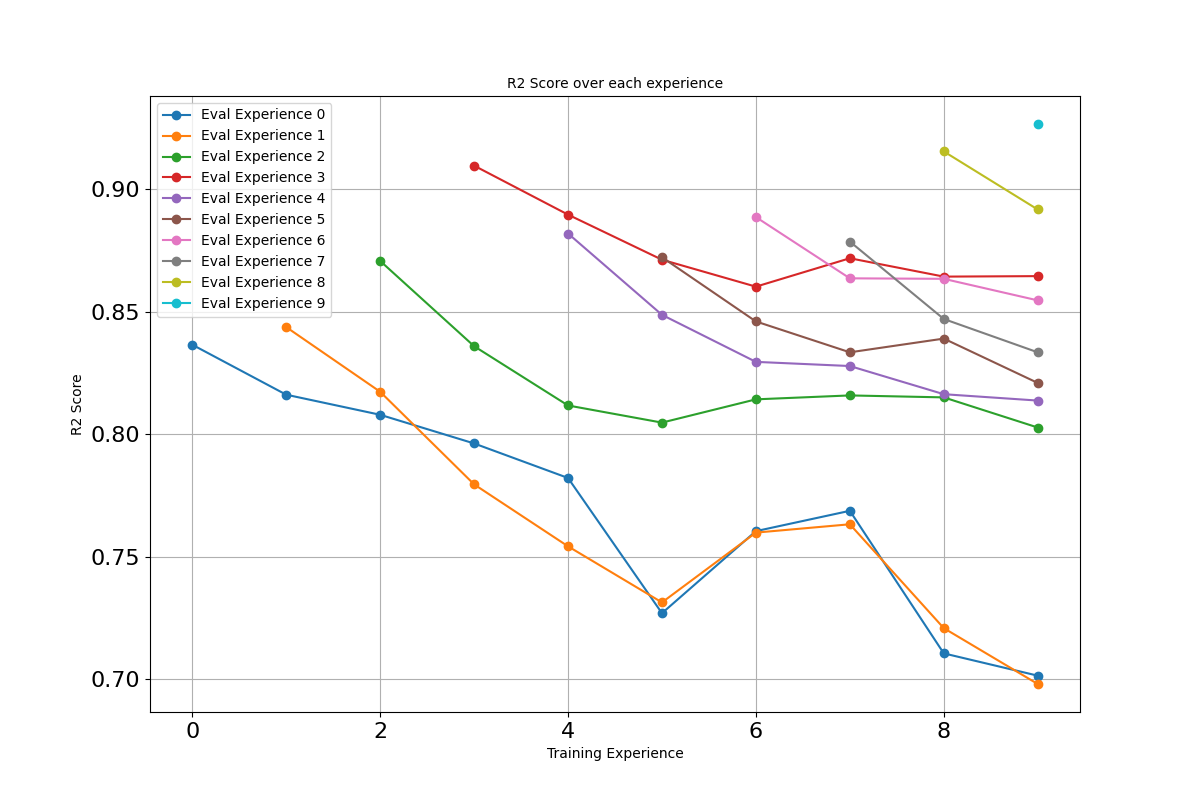 R2 Score over each experience
Eval Experience 0
Eval Experience 1
Eval Experience 2
Eval Experience 3
Eval Experience 4
Eval Experience 5
Eval Experience 6
Eval Experience 7
Eval Experience 8
Eval Experience 9
0.90
0.85
0.80
0.75
0.70
R2 Score
0 2 4 6 8
Training Experience